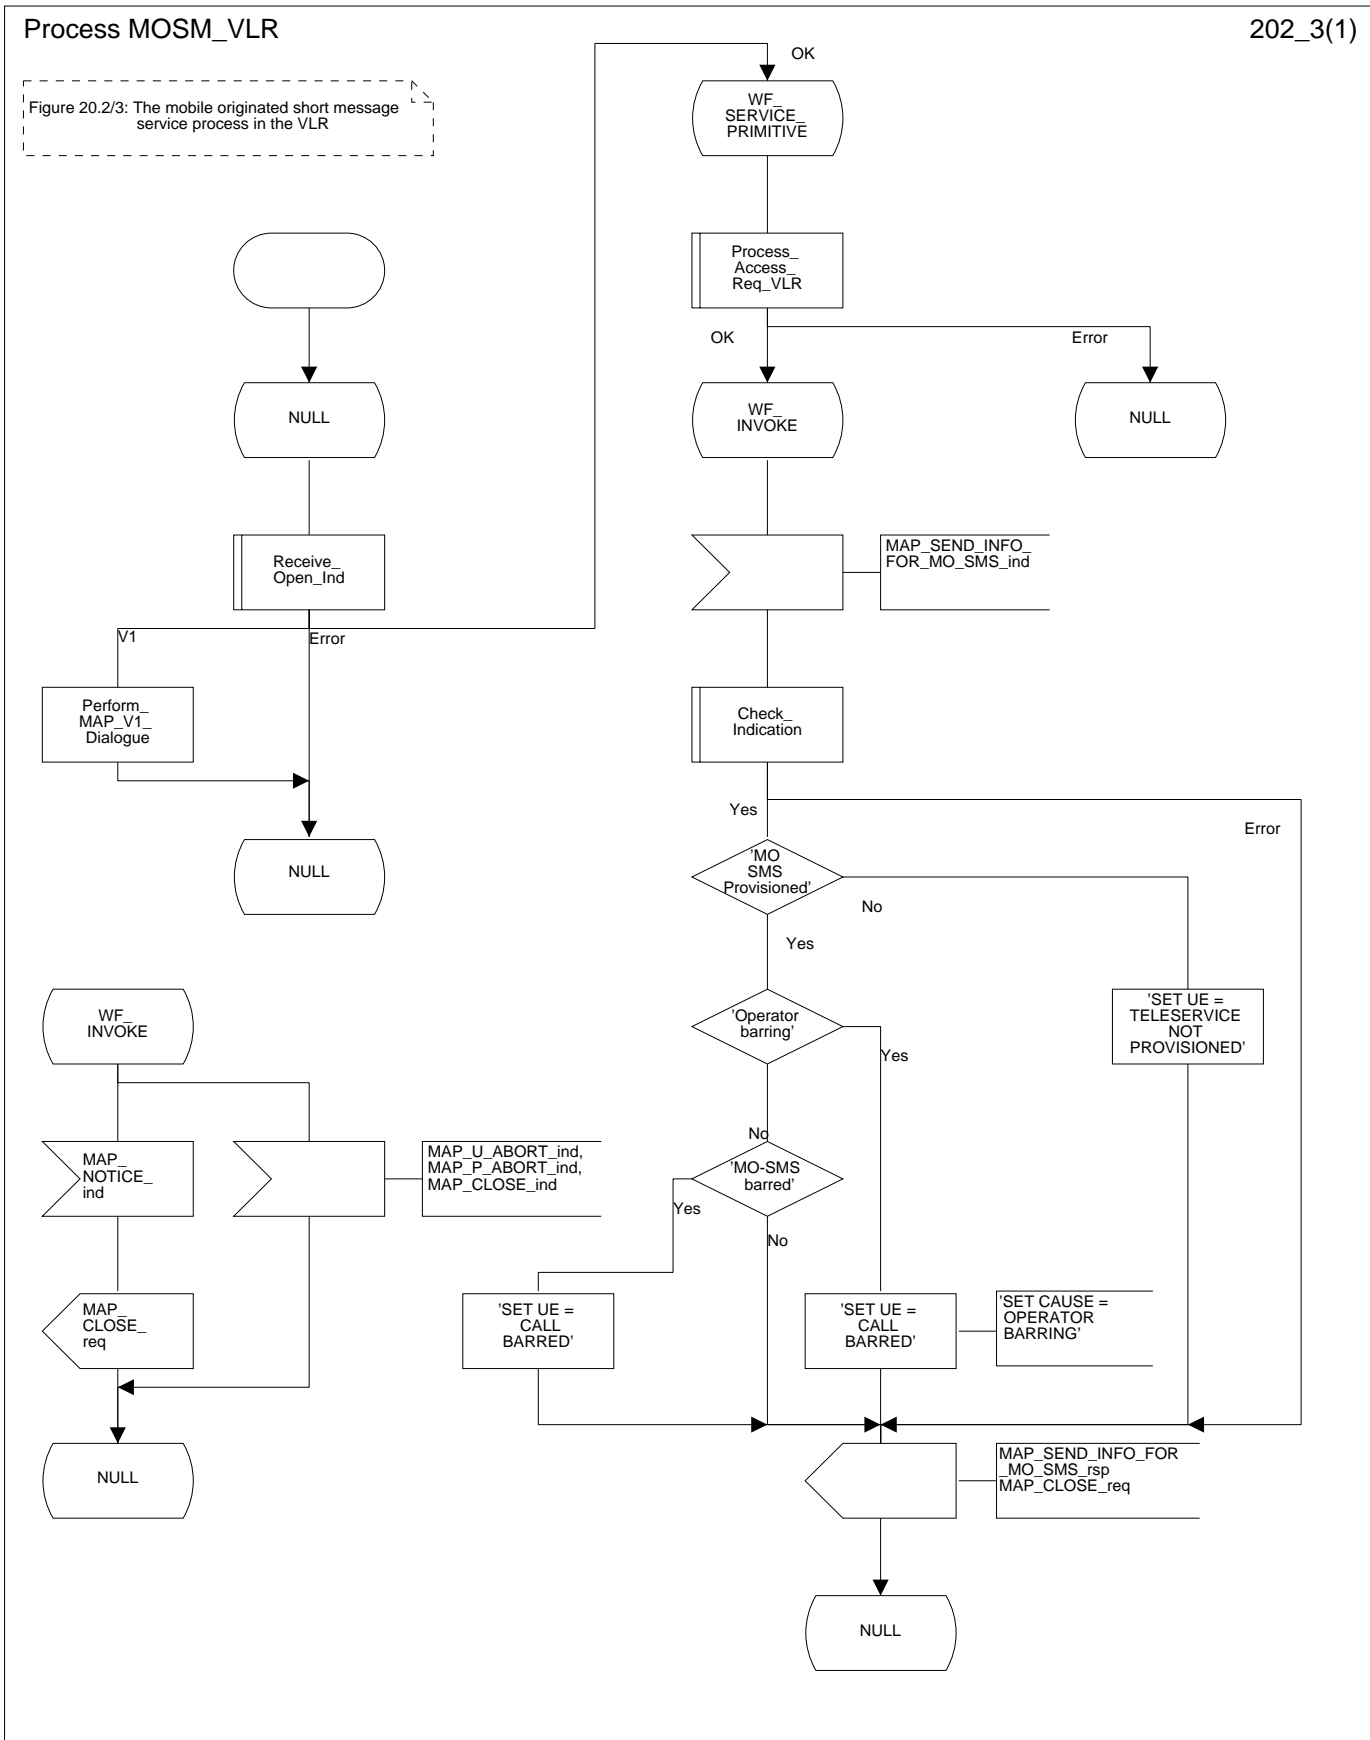 Process MOSM_VLR
202_3(1)
Figure 20.2/3: The mobile originated short message
service process in the VLR
NULL
Receive_
Open_Ind
V1
Error
Perform_
MAP_V1_
Dialogue
NULL
OK
WF_
SERVICE_
PRIMITIVE
Process_
Access_
Req_VLR
OK
Error
WF_
INVOKE
NULL
MAP_SEND_INFO_
FOR_MO_SMS_ind
Check_
Indication
Yes
Error
'MO
SMS
Provisioned'
No
Yes
'SET UE =
TELESERVICE
NOT
PROVISIONED'
'Operator
barring'
Yes
No
'MO-SMS
barred'
Yes
No
'SET UE =
CALL
BARRED'
'SET UE =
CALL
BARRED'
'SET CAUSE =
OPERATOR
BARRING'
MAP_SEND_INFO_FOR
_MO_SMS_rsp
MAP_CLOSE_req
NULL
WF_
INVOKE
MAP_
NOTICE_
ind
MAP_U_ABORT_ind,
MAP_P_ABORT_ind,
MAP_CLOSE_ind
MAP_
CLOSE_
req
NULL